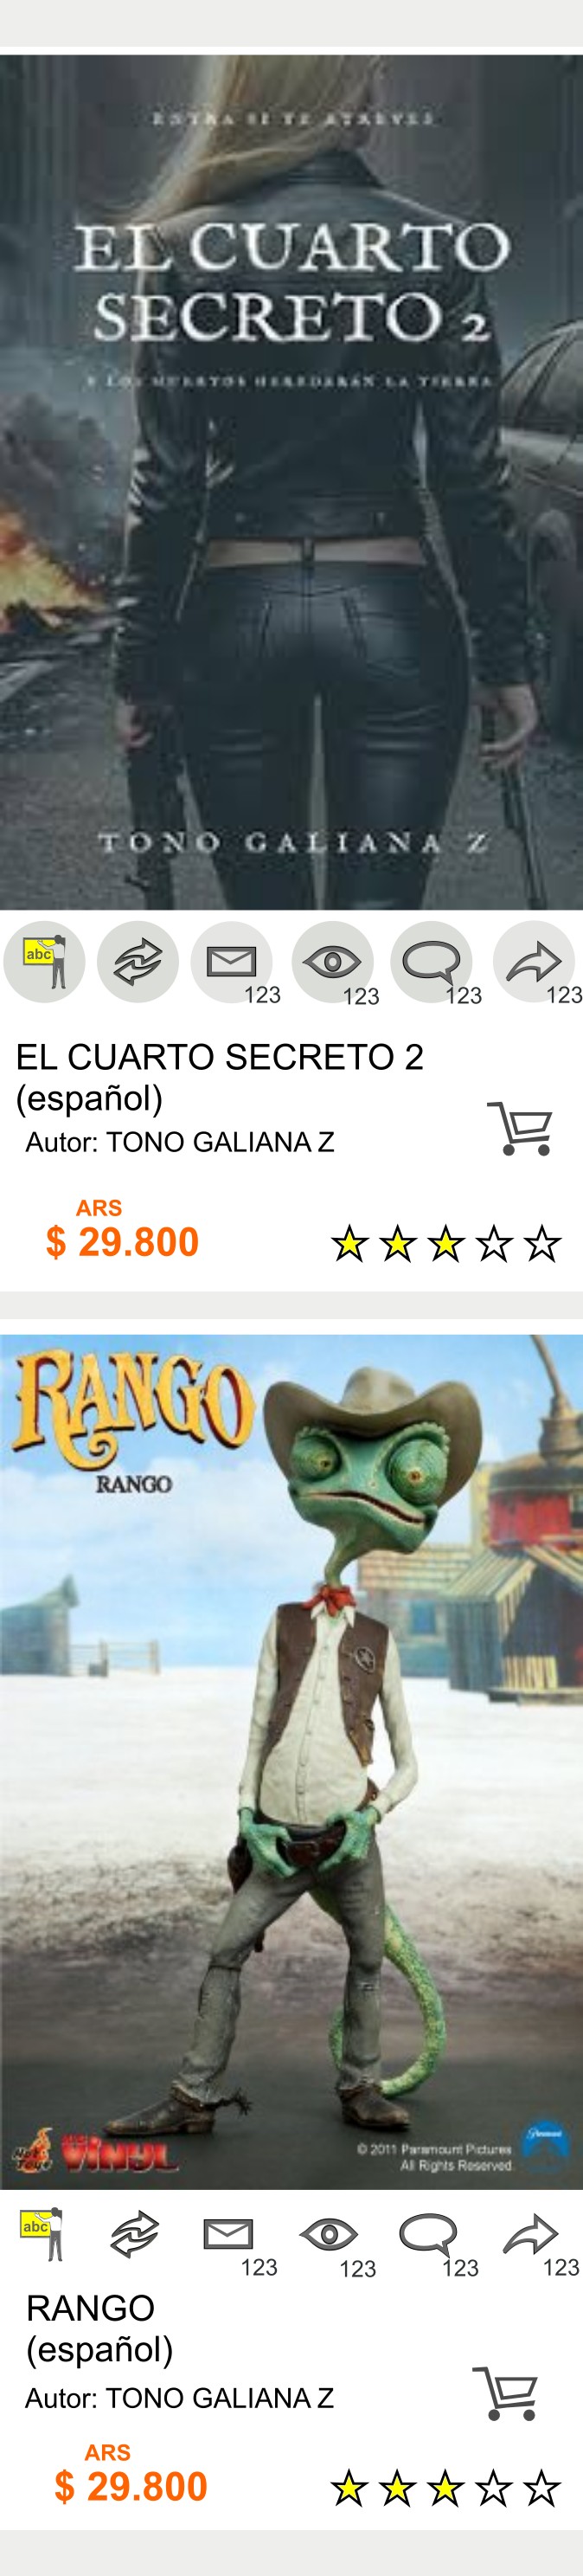 ENTRA SI TE ATREVES
EL CUARTO
SECRETO 2
Y LOS MUERTOS HEREDARÁN LA TIERRA
TONO GALIANA Z
abc
123
123
123
123
EL CUARTO SECRETO 2
(español)
Autor: TONO GALIANA Z
ARS
$ 29.800
RANGO
RANGO
Hot
Toys
VINYL
© 2011 Paramount Pictures
All Rights Reserved.
Paramount
abc
123
123
123
123
RANGO
(español)
Autor: TONO GALIANA Z
ARS
$ 29.800